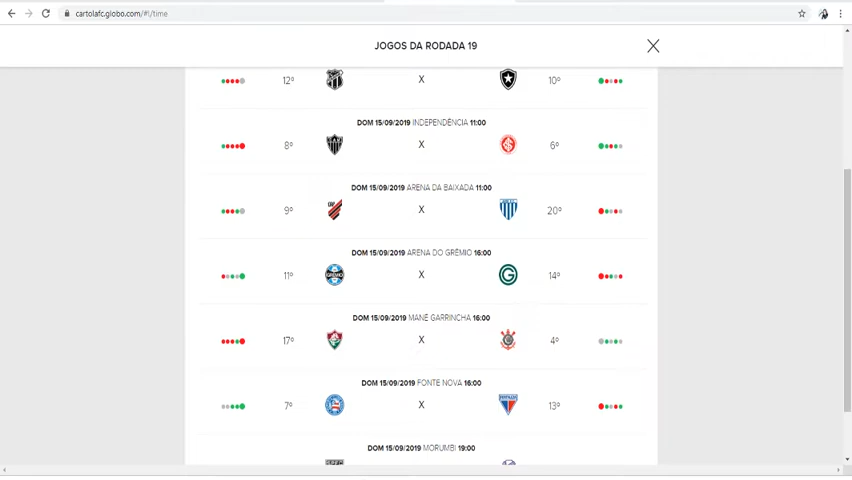 cartolafc.globo.com/#!/time
JOGOS DA RODADA 19
12º X 10º
DOM 15/09/2019 INDEPENDÊNCIA 11:00
8º X 6º
DOM 15/09/2019 ARENA DA BAIXADA 11:00
9º CAP X 20º
DOM 15/09/2019 ARENA DO GRÊMIO 16:00
11º GRÊMIO X 14º
DOM 15/09/2019 MANE GARRINCHA 16:00
17º X 4º
DOM 15/09/2019 FONTE NOVA 16:00
7º X 13º
DOM 15/09/2019 MORUMBI 19:00